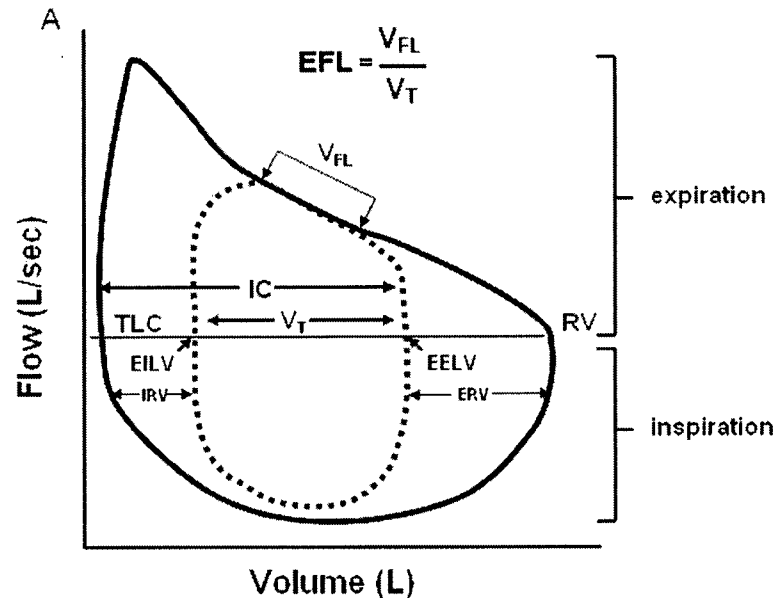 A
EFL = V_FL / V_T
V_FL
expiration
Flow (L/sec)
IC
TLC
V_T
RV
EILV
EELV
IRV
ERV
inspiration
Volume (L)